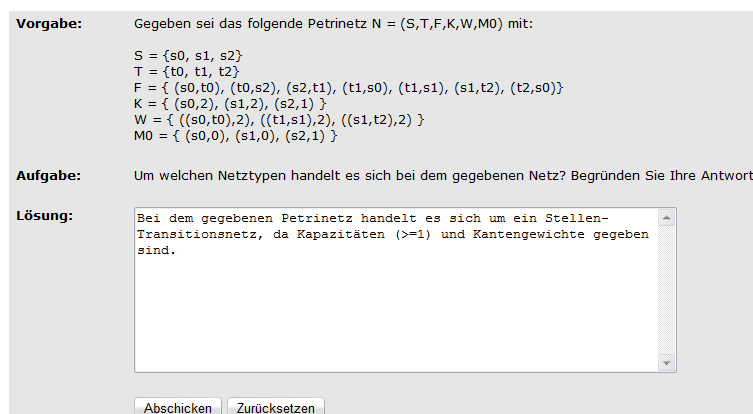 Vorgabe: Gegeben sei das folgende Petrinetz N = (S,T,F,K,W,M0) mit:
S = {s0, s1, s2}
T = {t0, t1, t2}
F = { (s0,t0), (t0,s2), (s2,t1), (t1,s0), (t1,s1), (s1,t2), (t2,s0)}
K = { (s0,2), (s1,2), (s2,1) }
W = { ((s0,t0),2), ((t1,s1),2), ((s1,t2),2) }
M0 = { (s0,0), (s1,0), (s2,1) }
Aufgabe: Um welchen Netztypen handelt es sich bei dem gegebenen Netz? Begründen Sie Ihre Antwort
Lösung: Bei dem gegebenen Petrinetz handelt es sich um ein Stellen-
Transitionsnetz, da Kapazitäten (>=1) und Kantengewichte gegeben
sind.
Abschicken Zurücksetzen